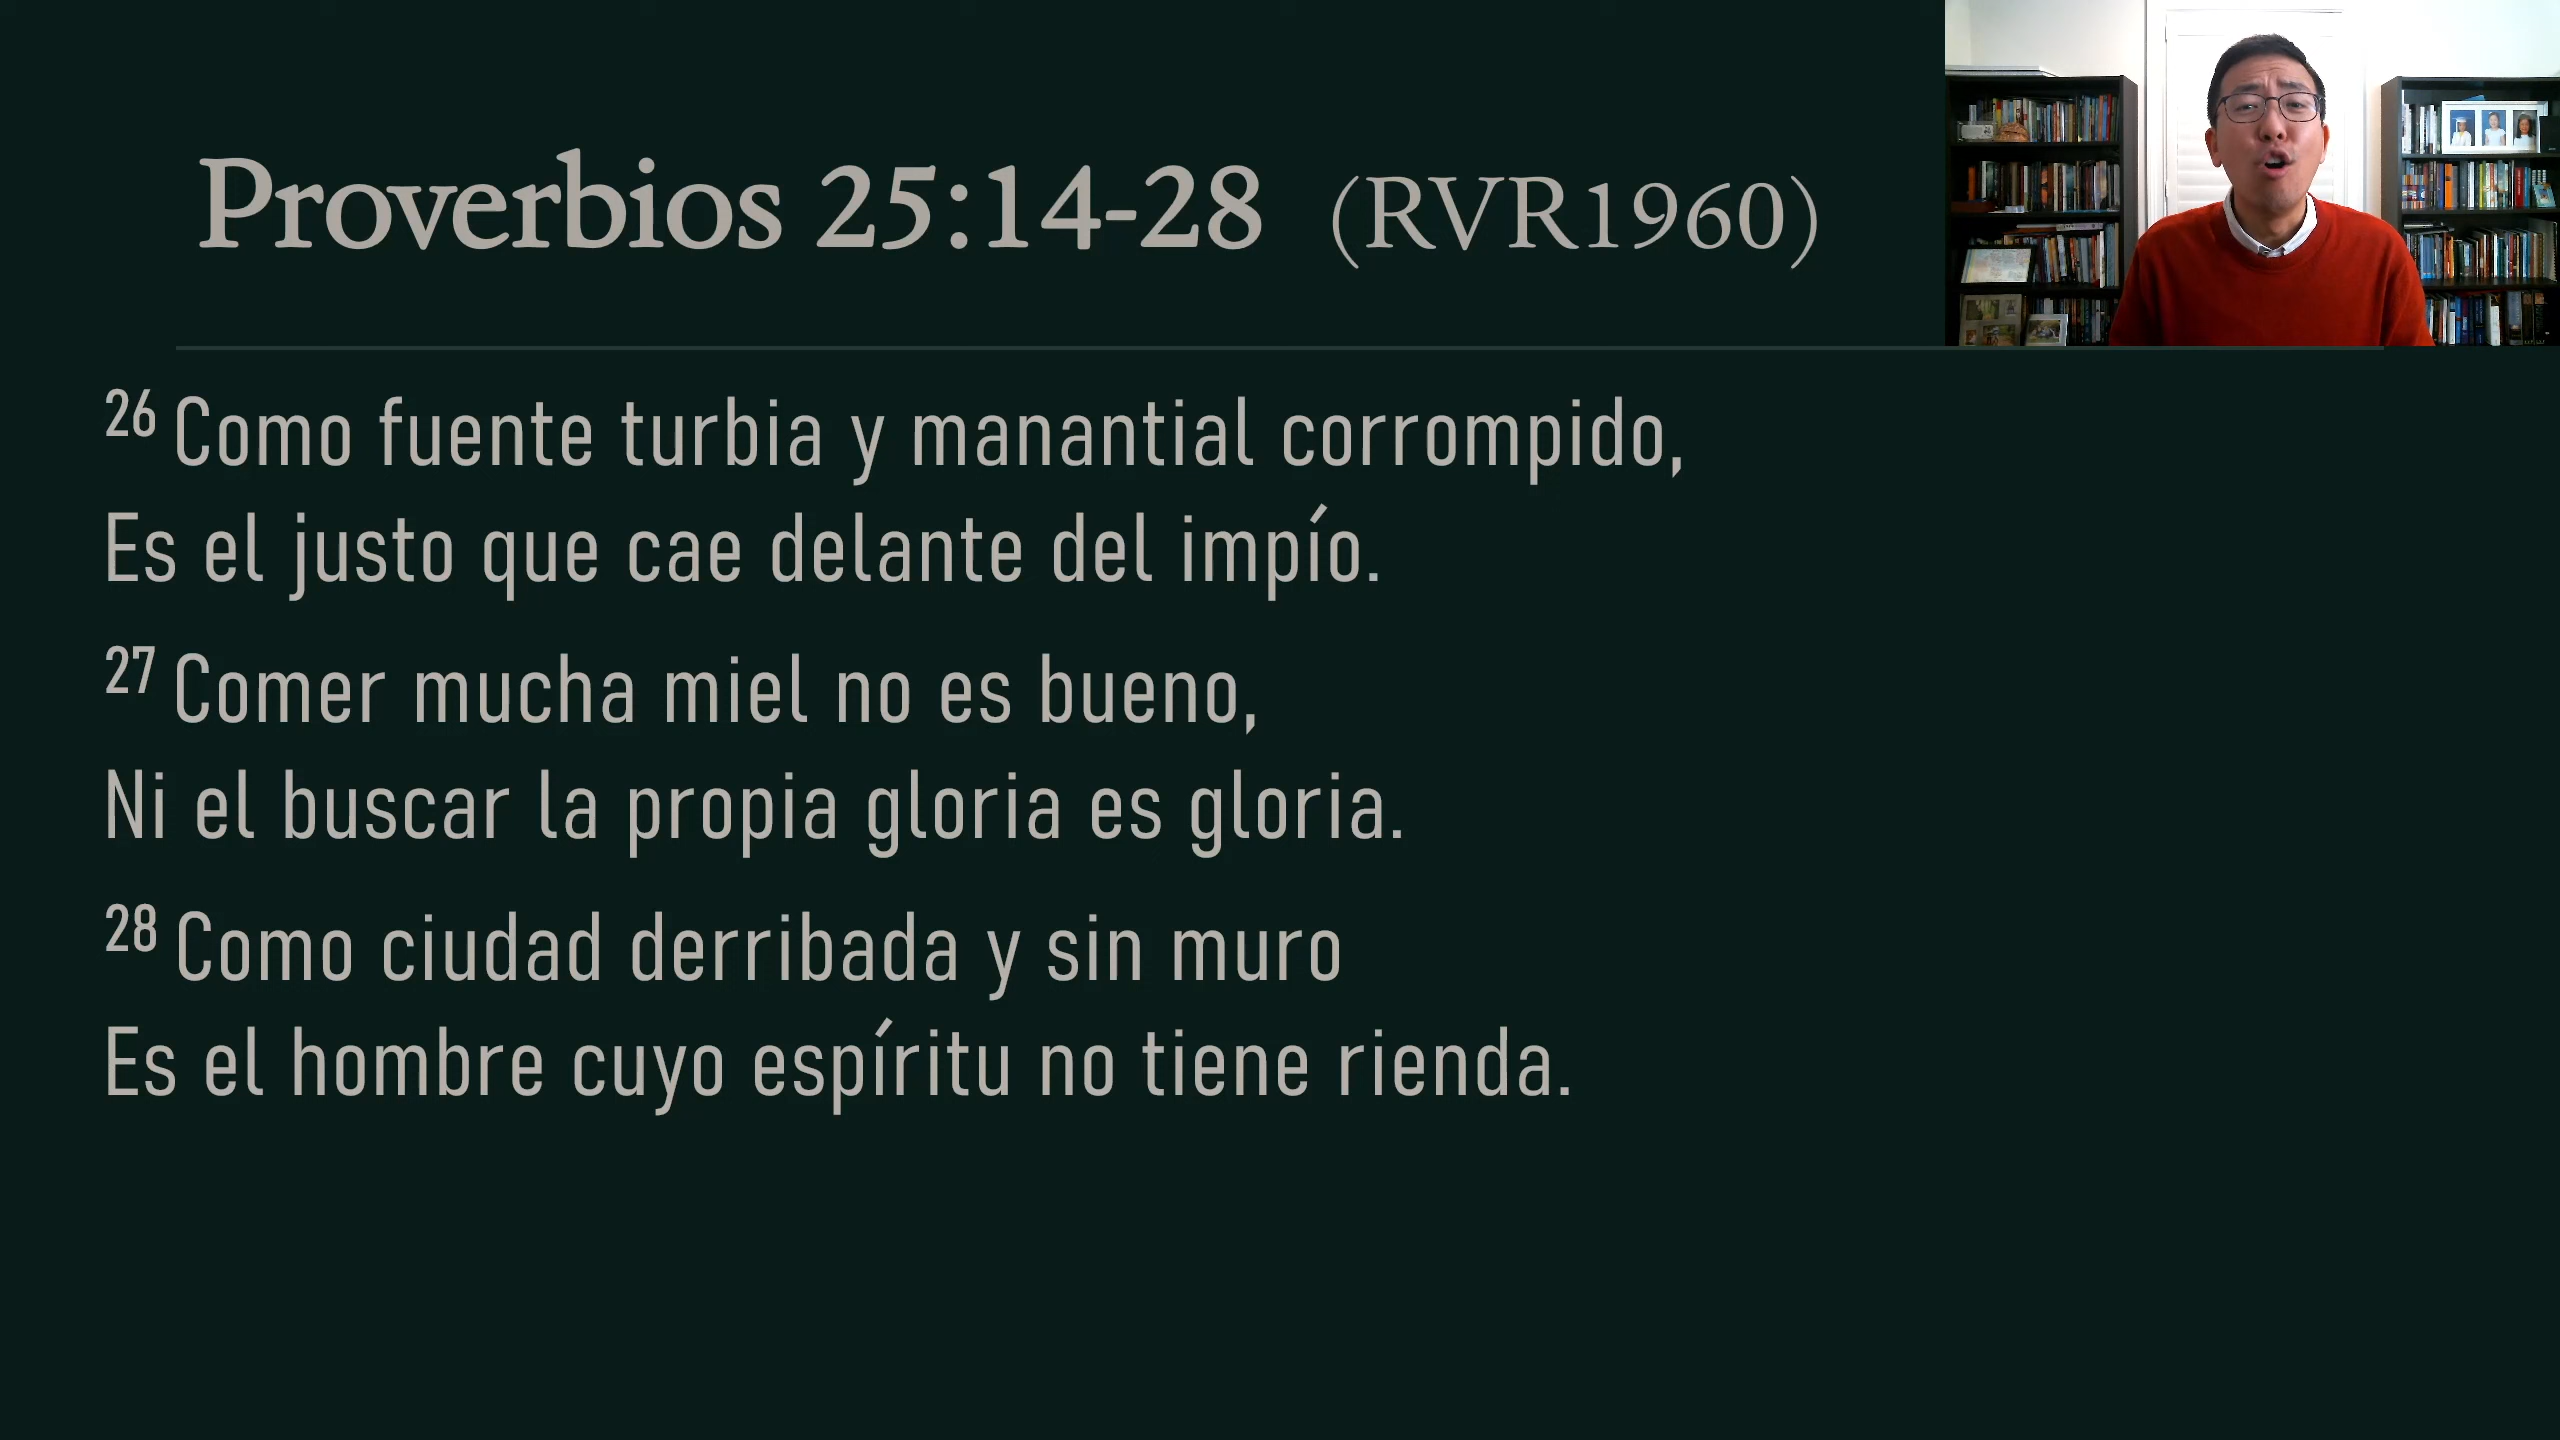 Proverbios 25:14-28 (RVR1960)
26 Como fuente turbia y manantial corrompido,
Es el justo que cae delante del impío.
27 Comer mucha miel no es bueno,
Ni el buscar la propia gloria es gloria.
28 Como ciudad derribada y sin muro
Es el hombre cuyo espíritu no tiene rienda.